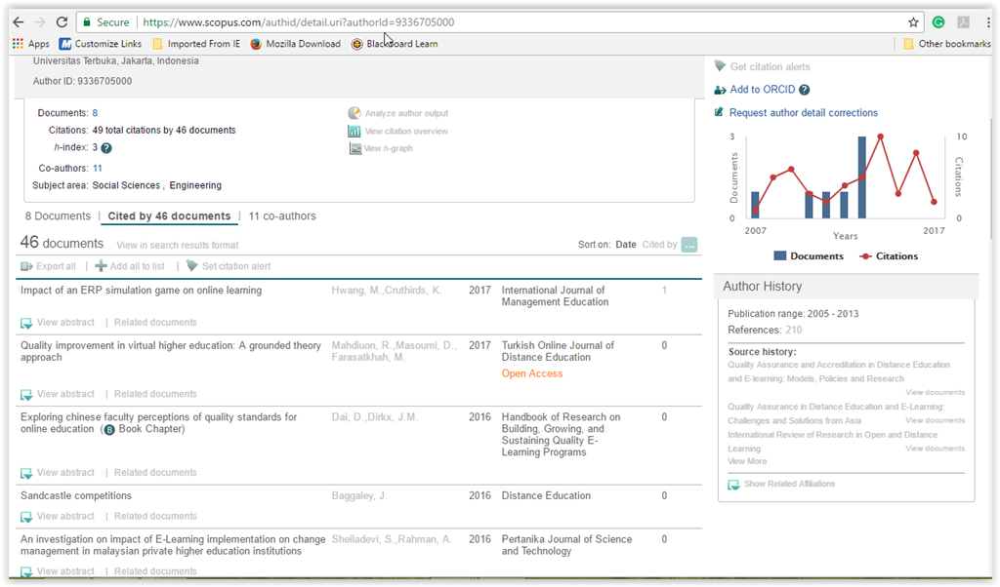 Secure https://www.scopus.com/authid/detail.uri?authorId=9336705000
Apps Customize Links Imported From IE Mozilla Download Blackboard Learn Other bookmarks
Universitas Terbuka, Jakarta, Indonesia
Author ID: 9336705000
Documents: 8
Citations: 49 total citations by 46 documents
h-index: 3 ?
Co-authors: 11
Subject area: Social Sciences , Engineering
Analyze author output
View citation overview
View h-graph
8 Documents | Cited by 46 documents | 11 co-authors
46 documents View in search results format Sort on: Date Cited by ...
Export all | Add all to list | Set citation alert
Impact of an ERP simulation game on online learning Hwang, M.,Cruthirds, K. 2017 International Journal of 1
Management Education
View abstract | Related documents
Quality improvement in virtual higher education: A grounded theory Mahdiuon, R.,Masoumi, D., 2017 Turkish Online Journal of 0
approach Farasatkhah, M. Distance Education
Open Access
View abstract | Related documents
Exploring chinese faculty perceptions of quality standards for Dai, D.,Dirkx, J.M. 2016 Handbook of Research on 0
online education (B Book Chapter) Building, Growing, and
Sustaining Quality E-
Learning Programs
View abstract | Related documents
Sandcastle competitions Baggaley, J. 2016 Distance Education 0
View abstract | Related documents
An investigation on impact of E-Learning implementation on change Sheiladevi, S.,Rahman, A. 2016 Pertanika Journal of Science 0
management in malaysian private higher education institutions and Technology
View abstract | Related documents
Get citation alerts
Add to ORCID ?
Request author detail corrections
3 10
Documents Citations
0 0
2007 2017
Years
Documents Citations
Author History
Publication range: 2005 - 2013
References: 210
Source history:
Quality Assurance and Accreditation in Distance Education
and E-learning: Models, Policies and Research
View documents
Quality Assurance in Distance Education and E-Learning:
Challenges and Solutions from Asia View documents
International Review of Research in Open and Distance
Learning View documents
View More
Show Related Affiliations